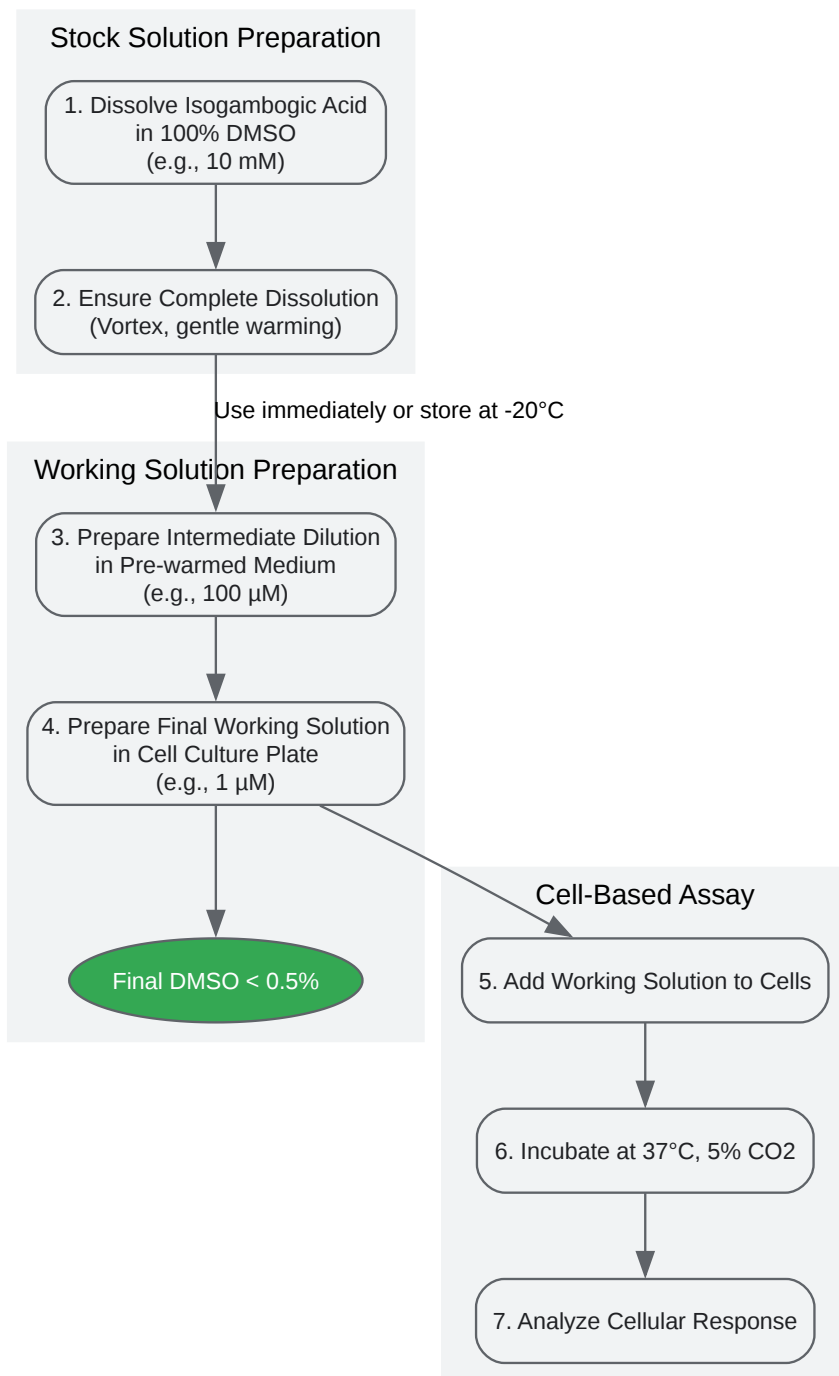 Stock Solution Preparation
1. Dissolve Isogambogic Acid
in 100% DMSO
(e.g., 10 mM)
2. Ensure Complete Dissolution
(Vortex, gentle warming)
Use immediately or store at -20°C
Working Solution Preparation
3. Prepare Intermediate Dilution
in Pre-warmed Medium
(e.g., 100 µM)
4. Prepare Final Working Solution
in Cell Culture Plate
(e.g., 1 µM)
Final DMSO < 0.5%
Cell-Based Assay
5. Add Working Solution to Cells
6. Incubate at 37°C, 5% CO2
7. Analyze Cellular Response